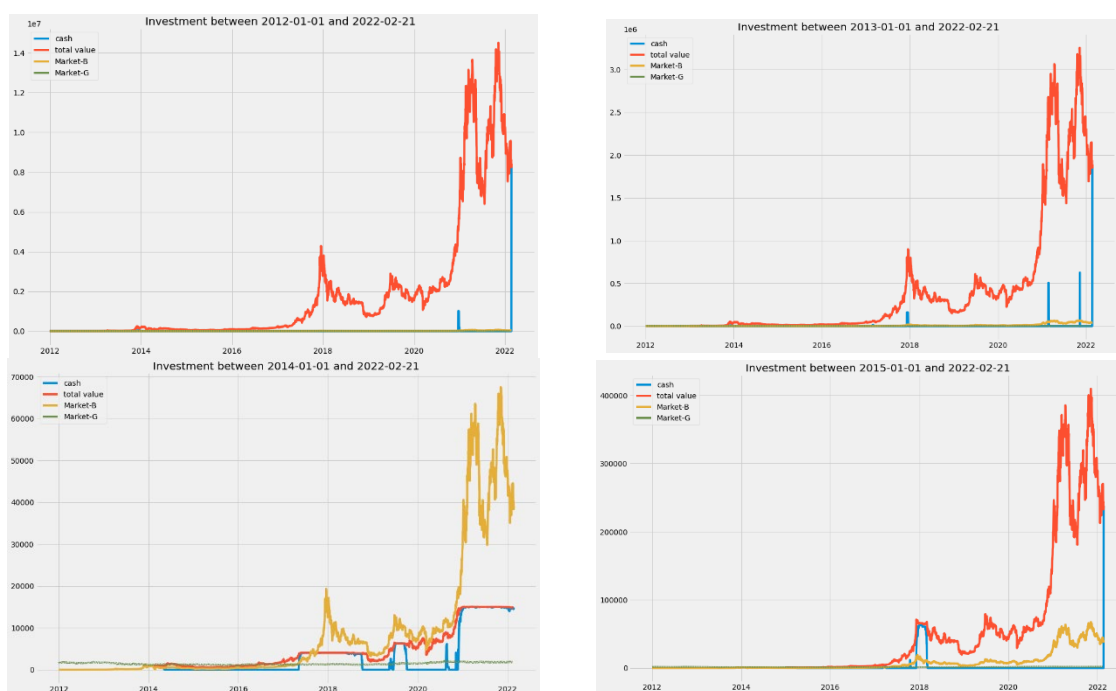 Investment between 2012-01-01 and 2022-02-21
1e7
cash
total value
Market-B
Market-G
1.4
1.2
1.0
0.8
0.6
0.4
0.2
0.0
2012 2014 2016 2018 2020 2022
Investment between 2013-01-01 and 2022-02-21
1e6
cash
total value
Market-B
Market-G
3.0
2.5
2.0
1.5
1.0
0.5
0.0
2012 2014 2016 2018 2020 2022
Investment between 2014-01-01 and 2022-02-21
70000
cash
total value
Market-B
Market-G
60000
50000
40000
30000
20000
10000
0
2012 2014 2016 2018 2020 2022
Investment between 2015-01-01 and 2022-02-21
cash
total value
Market-B
Market-G
400000
300000
200000
100000
0
2012 2014 2016 2018 2020 2022